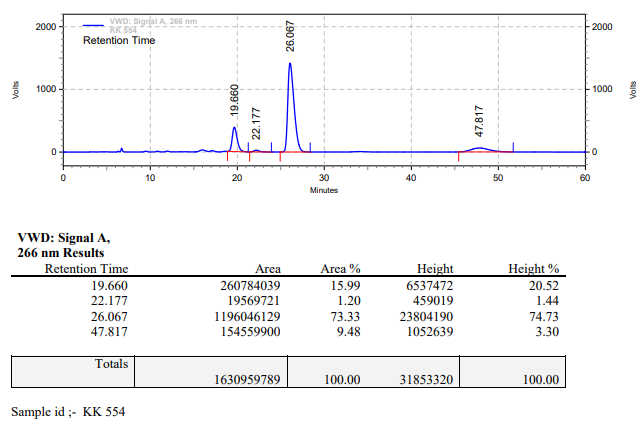 VWD: Signal A, 266 nm
KK 554
Retention Time
2000
1000
0
Volts
19.660
22.177
26.067
47.817
2000
1000
0
Volts
0 10 20 30 40 50 60
Minutes
VWD: Signal A,
266 nm Results
Retention Time Area Area % Height Height %
19.660 260784039 15.99 6537472 20.52
22.177 19569721 1.20 459019 1.44
26.067 1196046129 73.33 23804190 74.73
47.817 154559900 9.48 1052639 3.30
Totals
1630959789 100.00 31853320 100.00
Sample id ;- KK 554